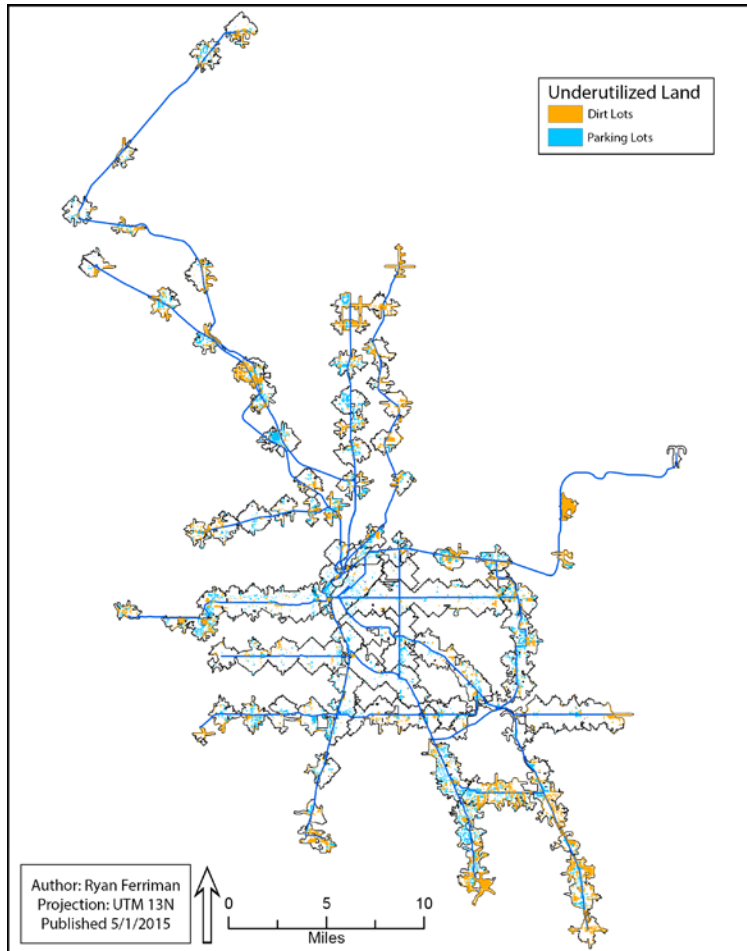 Underutilized Land
Dirt Lots
Parking Lots
Author: Ryan Ferriman
Projection: UTM 13N
Published 5/1/2015
0 5 10
Miles